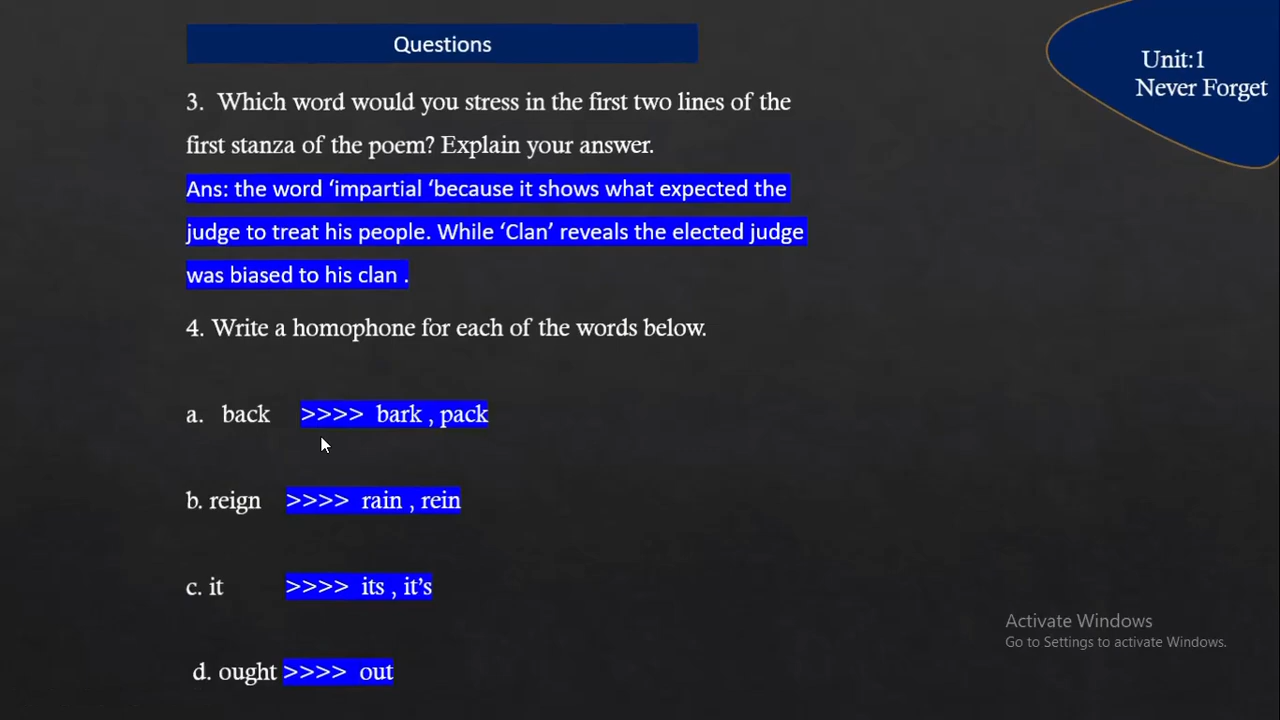 Questions
Unit:1
Never Forget
3. Which word would you stress in the first two lines of the
first stanza of the poem? Explain your answer.
Ans: the word ‘impartial ‘because it shows what expected the
judge to treat his people. While ‘Clan’ reveals the elected judge
was biased to his clan .
4. Write a homophone for each of the words below.
a. back >>>> bark , pack
b. reign >>>> rain , rein
c. it >>>> its , it’s
d. ought >>>> out
Activate Windows
Go to Settings to activate Windows.